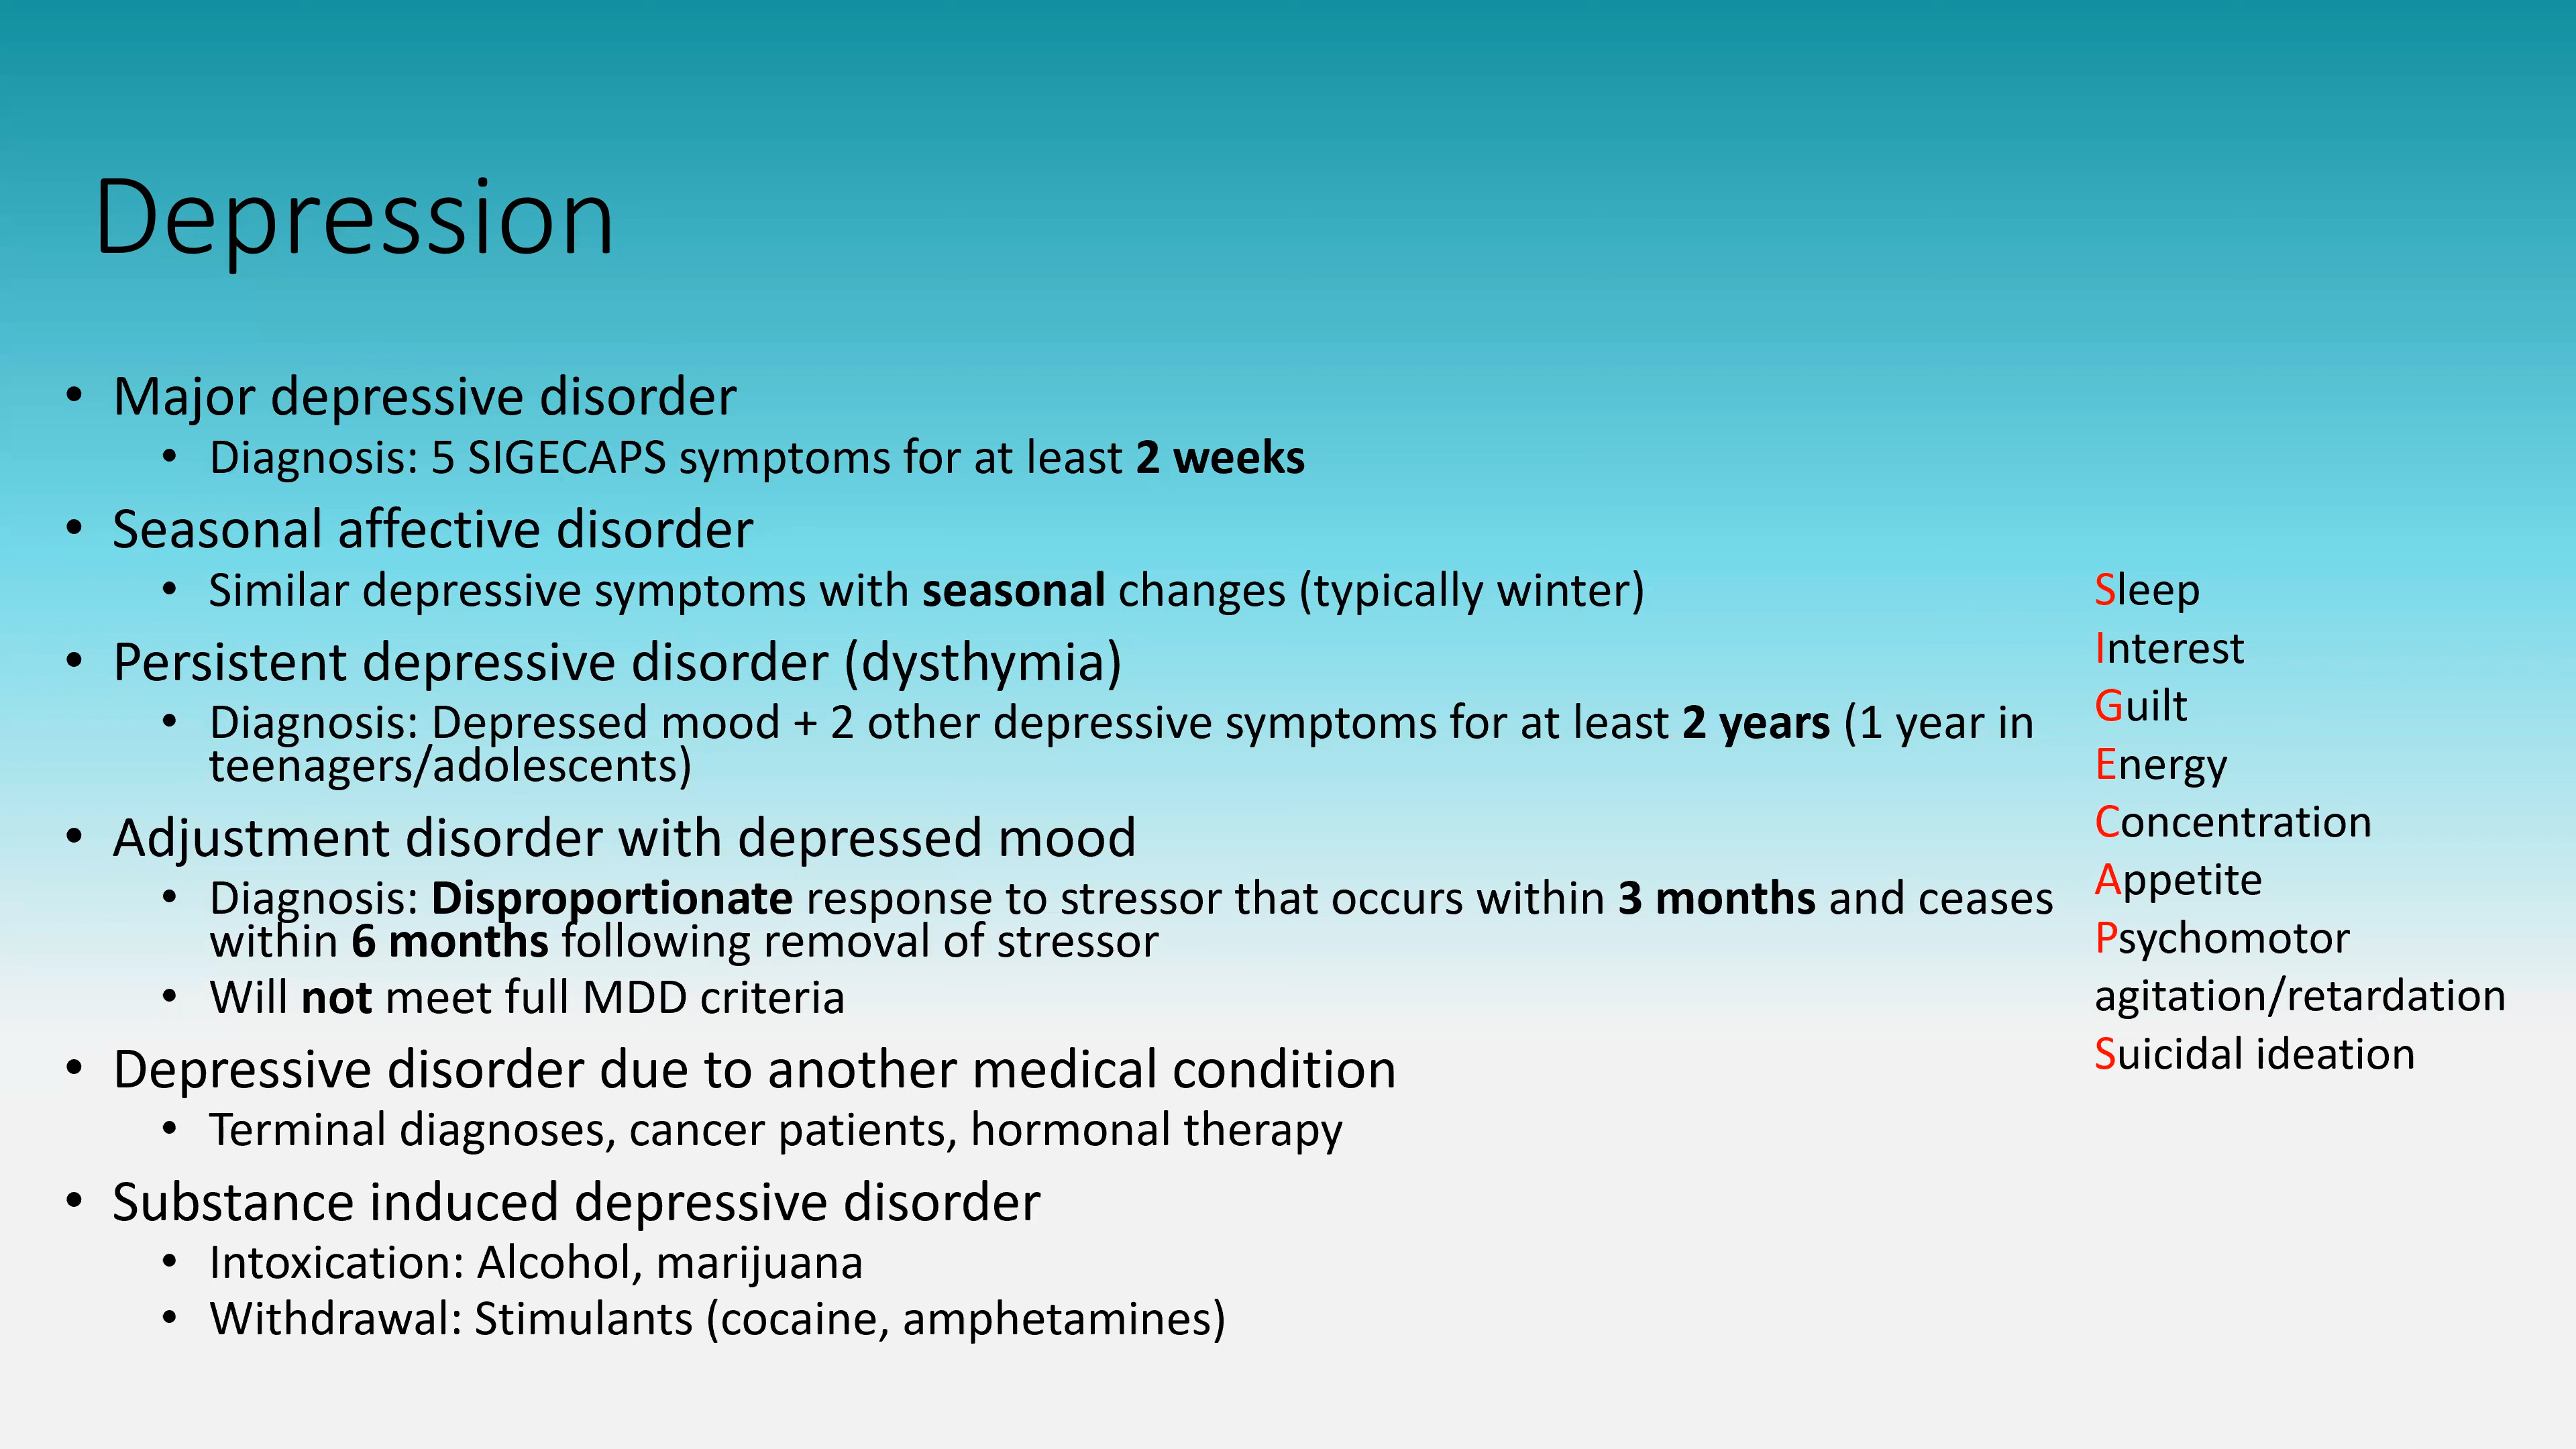 Depression
• Major depressive disorder
• Diagnosis: 5 SIGECAPS symptoms for at least 2 weeks
• Seasonal affective disorder
• Similar depressive symptoms with seasonal changes (typically winter)
• Persistent depressive disorder (dysthymia)
• Diagnosis: Depressed mood + 2 other depressive symptoms for at least 2 years (1 year in
teenagers/adolescents)
• Adjustment disorder with depressed mood
• Diagnosis: Disproportionate response to stressor that occurs within 3 months and ceases
within 6 months following removal of stressor
• Will not meet full MDD criteria
• Depressive disorder due to another medical condition
• Terminal diagnoses, cancer patients, hormonal therapy
• Substance induced depressive disorder
• Intoxication: Alcohol, marijuana
• Withdrawal: Stimulants (cocaine, amphetamines)
Sleep
Interest
Guilt
Energy
Concentration
Appetite
Psychomotor
agitation/retardation
Suicidal ideation